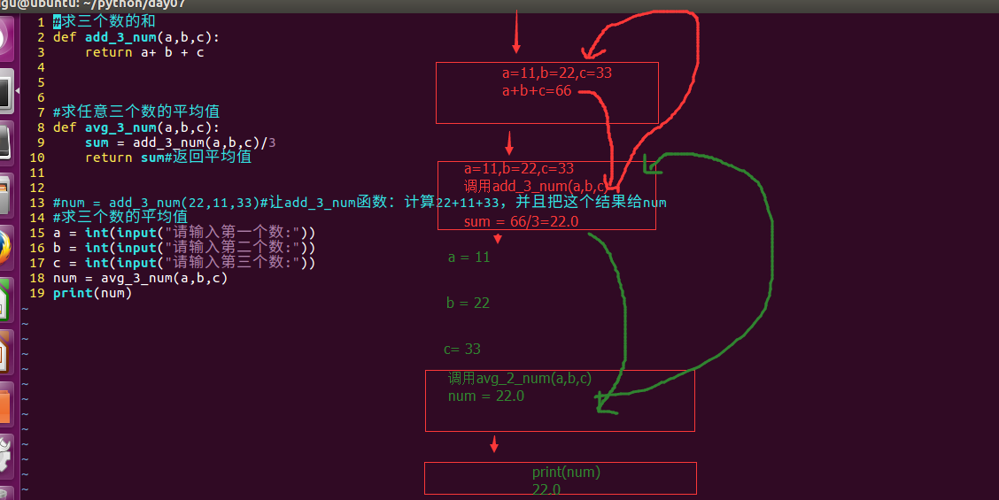 gu@ubuntu: ~/python/day07
1 #求三个数的和
2 def add_3_num(a,b,c):
3 return a+ b + c
4
5
6
7 #求任意三个数的平均值
8 def avg_3_num(a,b,c):
9 sum = add_3_num(a,b,c)/3
10 return sum#返回平均值
11
12
13 #num = add_3_num(22,11,33)#让add_3_num函数: 计算22+11+33, 并且把这个结果给num
14 #求三个数的平均值
15 a = int(input("请输入第一个数:"))
16 b = int(input("请输入第二个数:"))
17 c = int(input("请输入第三个数:"))
18 num = avg_3_num(a,b,c)
19 print(num)
~
~
~
~
~
~
~
~
~
~
~
~
~
a=11,b=22,c=33
a+b+c=66
a=11,b=22,c=33
调用add_3_num(a,b,c)
sum = 66/3=22.0
a = 11
b = 22
c= 33
调用avg_2_num(a,b,c)
num = 22.0
print(num)
22.0